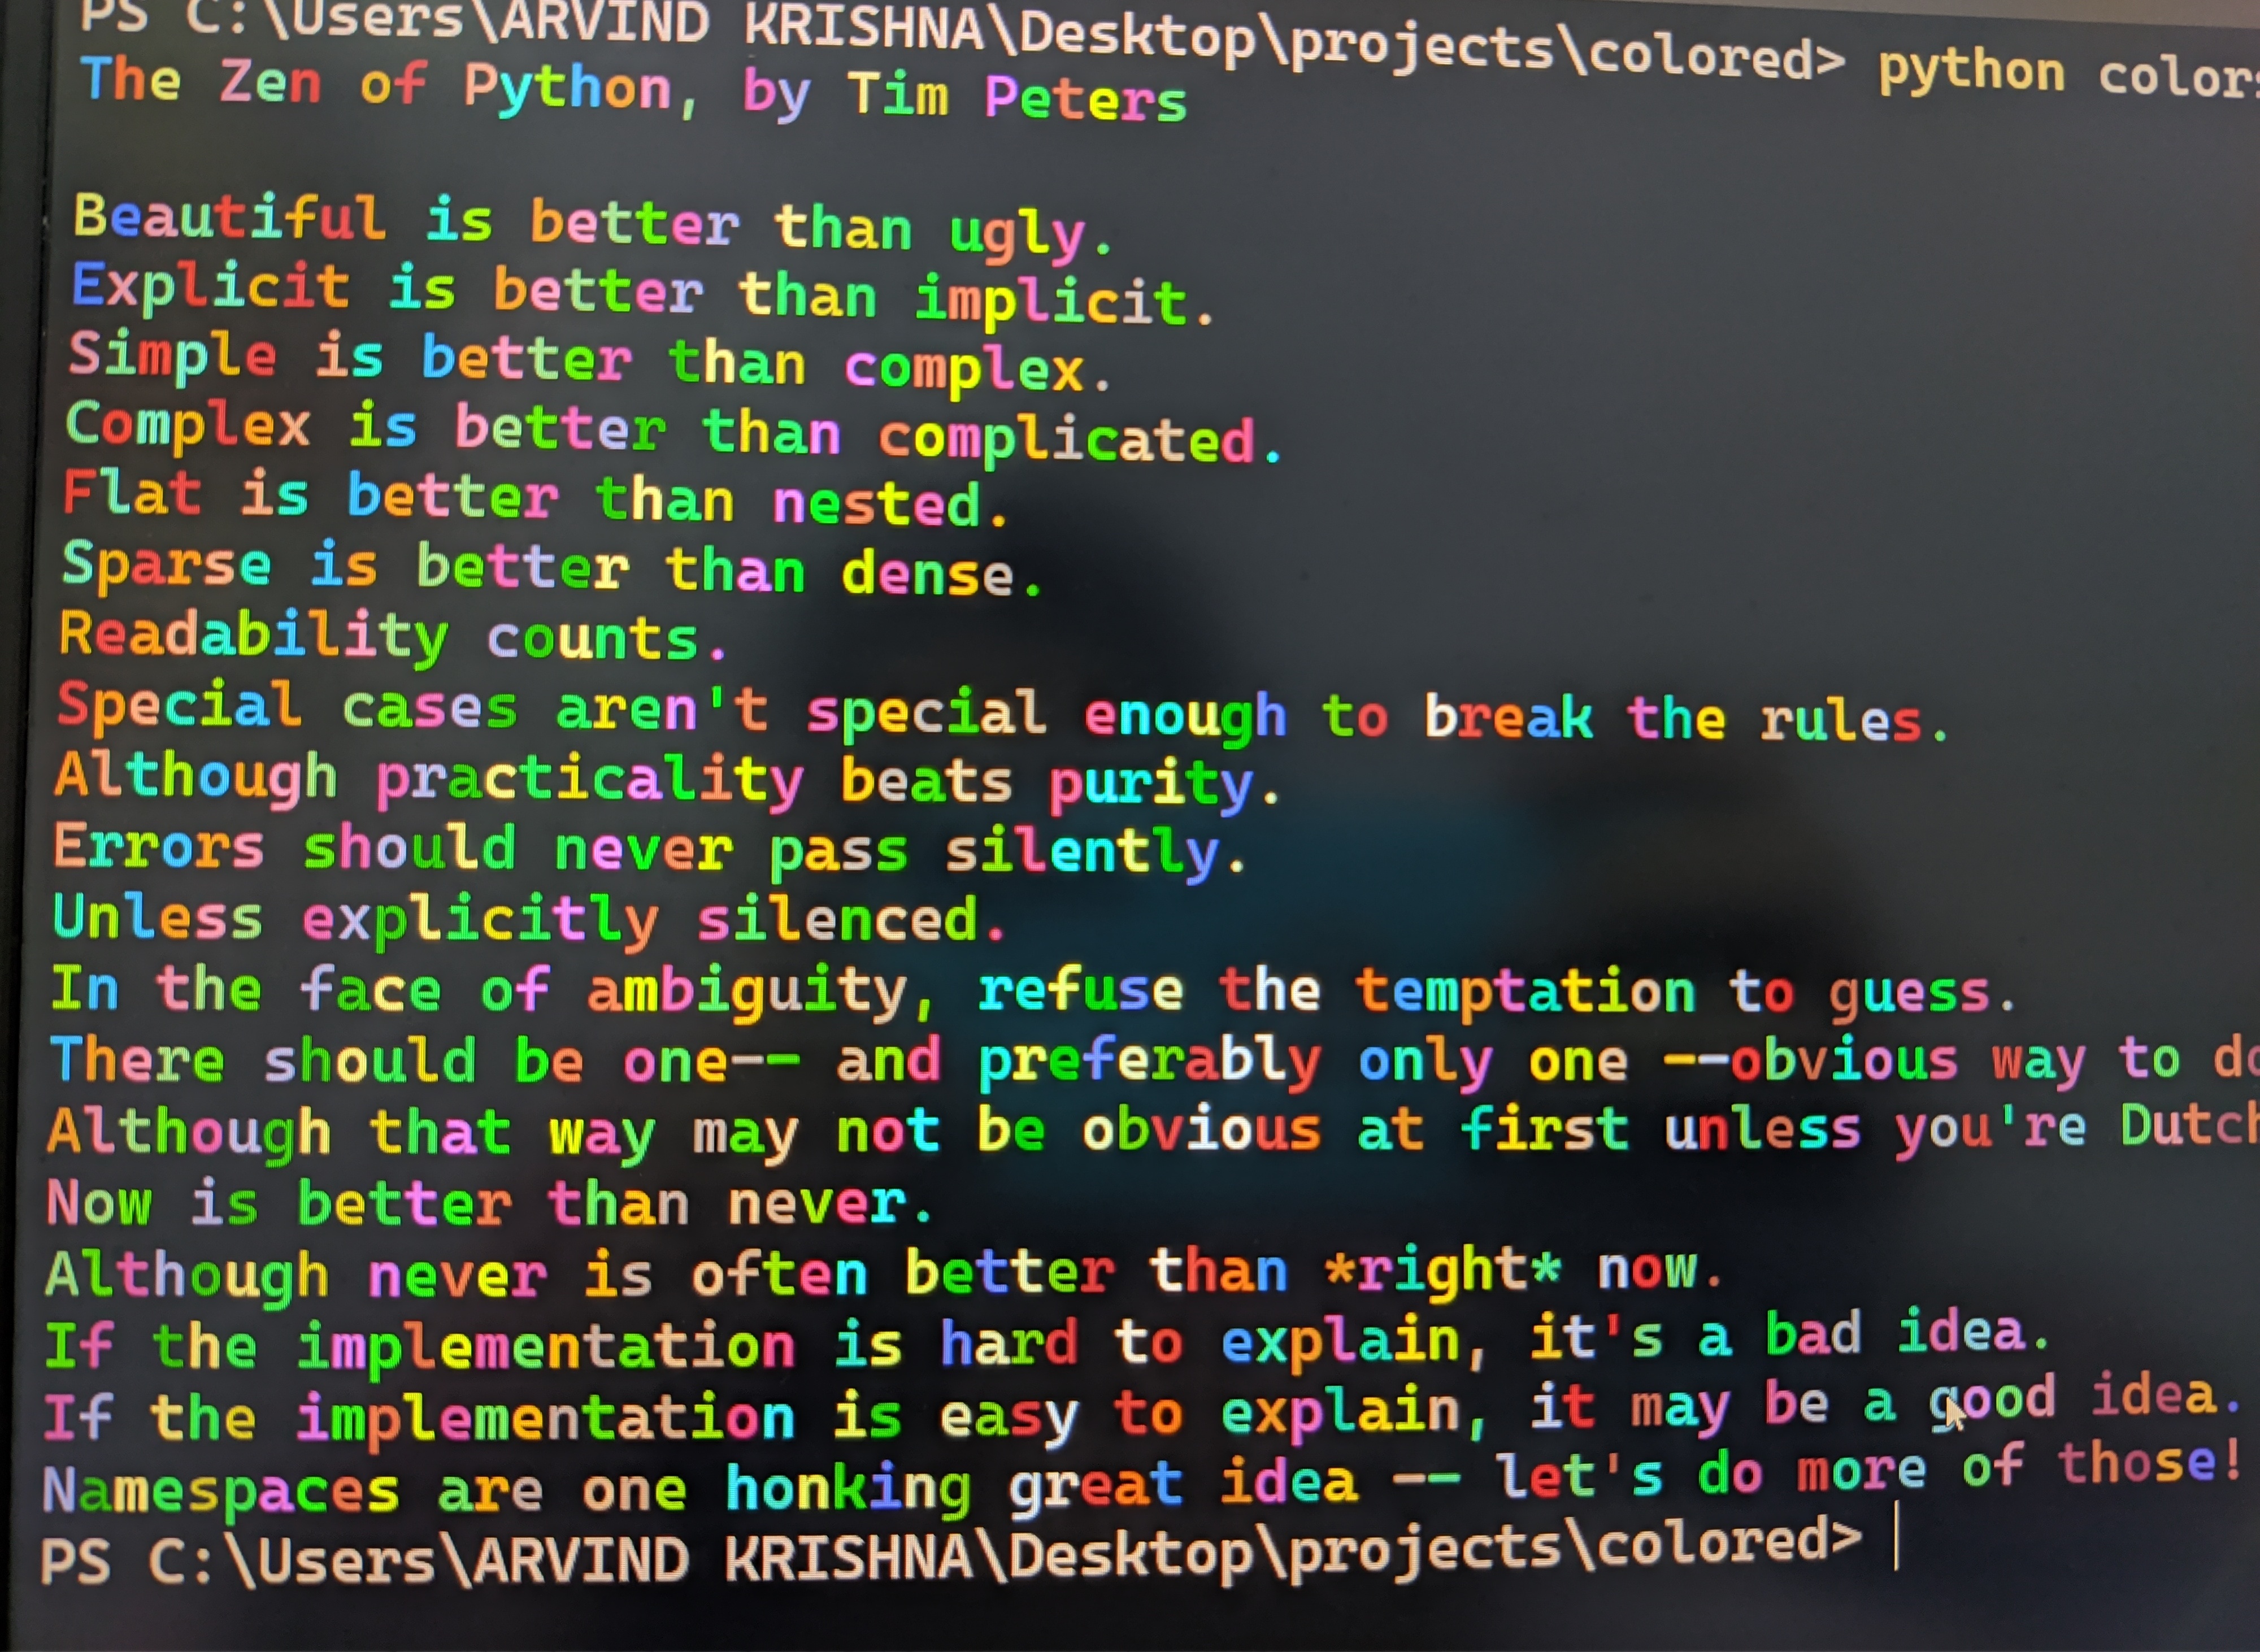 PS C:\Users\ARVIND KRISHNA\Desktop\projects\colored> python
The Zen of Python, by Tim Peters
Beautiful is better than ugly.
Explicit is better than implicit.
Simple is better than complex.
Complex is better than complicated.
Flat is better than nested.
Sparse is better than dense.
Readability counts.
Special cases aren't special enough to break the rules.
Although practicality beats purity.
Errors should never pass silently.
Unless explicitly silenced.
In the face of ambiguity, refuse the temptation to guess.
There should be one-- and preferably only one --obvious way to do
Although that way may not be obvious at first unless you're Dutch
Now is better than never.
Although never is often better than *right* now.
If the implementation is hard to explain, it's a bad idea.
If the implementation is easy to explain, it may be a good idea.
Namespaces are one honking great idea -- let's do more of those!
PS C:\Users\ARVIND KRISHNA\Desktop\projects\colored>